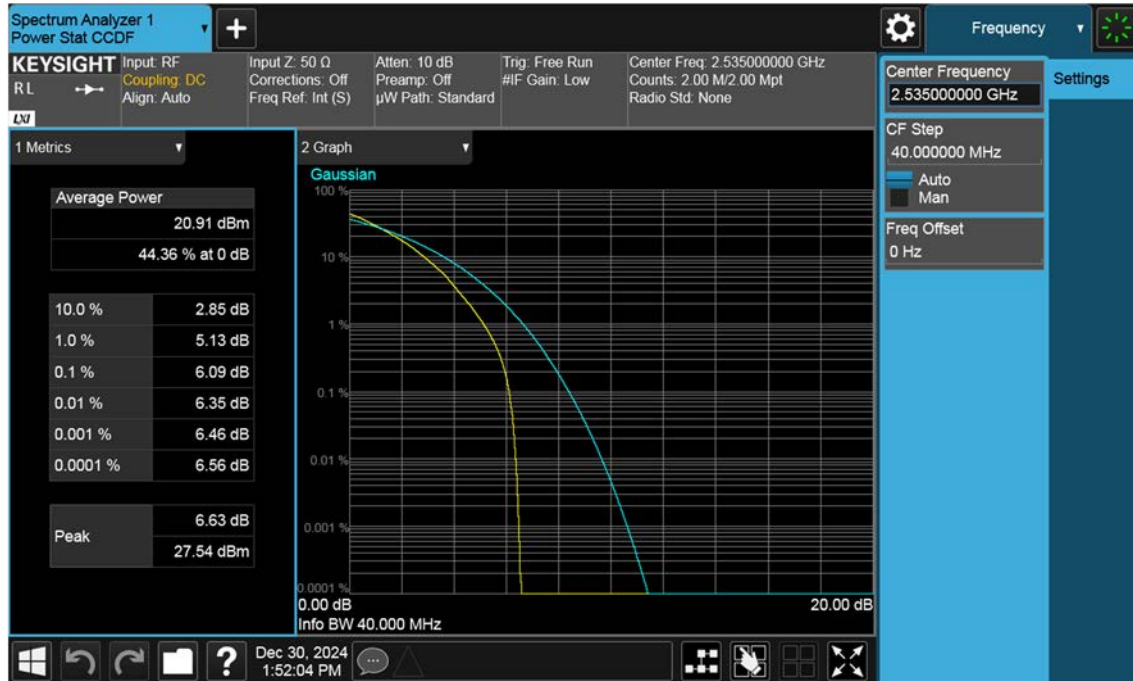 Spectrum Analyzer 1
Power Stat CCDF
+
Frequency
KEYSIGHT
RL
LXI
Input: RF
Coupling: DC
Align: Auto
Input Z: 50 Ω
Corrections: Off
Freq Ref: Int (S)
Atten: 10 dB
Preamp: Off
µW Path: Standard
Trig: Free Run
#IF Gain: Low
Center Freq: 2.535000000 GHz
Counts: 2.00 M/2.00 Mpt
Radio Std: None
Center Frequency
2.535000000 GHz
Settings
CF Step
40.000000 MHz
Auto
Man
Freq Offset
0 Hz
1 Metrics
Average Power
20.91 dBm
44.36 % at 0 dB
10.0 % 2.85 dB
1.0 % 5.13 dB
0.1 % 6.09 dB
0.01 % 6.35 dB
0.001 % 6.46 dB
0.0001 % 6.56 dB
Peak
6.63 dB
27.54 dBm
2 Graph
Gaussian
100 %
10 %
1 %
0.1 %
0.01 %
0.001 %
0.0001 %
0.00 dB 20.00 dB
Info BW 40.000 MHz
?
Dec 30, 2024
1:52:04 PM